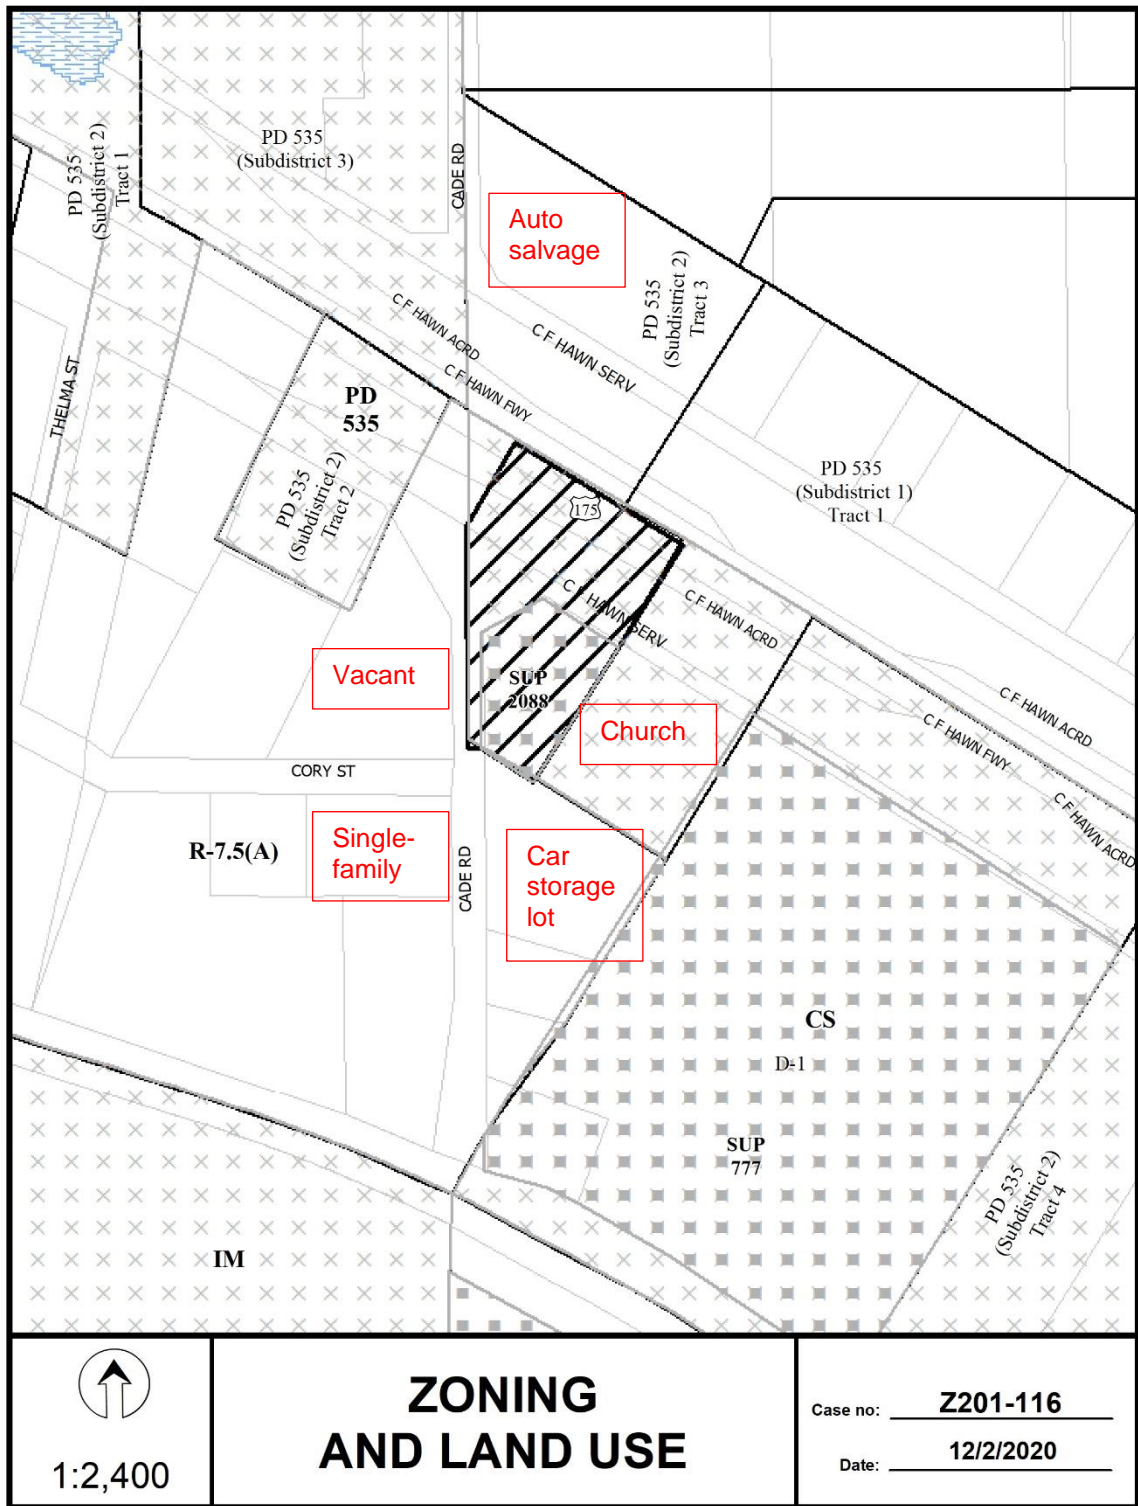 PD 535
(Subdistrict 3)
PD 535
(Subdistrict 2)
Tract 1
CADE RD
Auto
salvage
PD 535
(Subdistrict 2)
Tract 3
C F HAWN ACRD
C F HAWN SERV
C F HAWN FWY
THELMA ST
PD
535
PD 535
(Subdistrict 2)
Tract 2
PD 535
(Subdistrict 1)
Tract 1
175
C F HAWN SERV
C F HAWN ACRD
Vacant
SUP
2088
Church
C F HAWN ACRD
C F HAWN FWY
C F HAWN ACRD
CORY ST
R-7.5(A)
Single-
family
CADE RD
Car
storage
lot
CS
D-1
SUP
777
PD 535
(Subdistrict 2)
Tract 4
IM
1:2,400
ZONING
AND LAND USE
Case no: Z201-116
Date: 12/2/2020